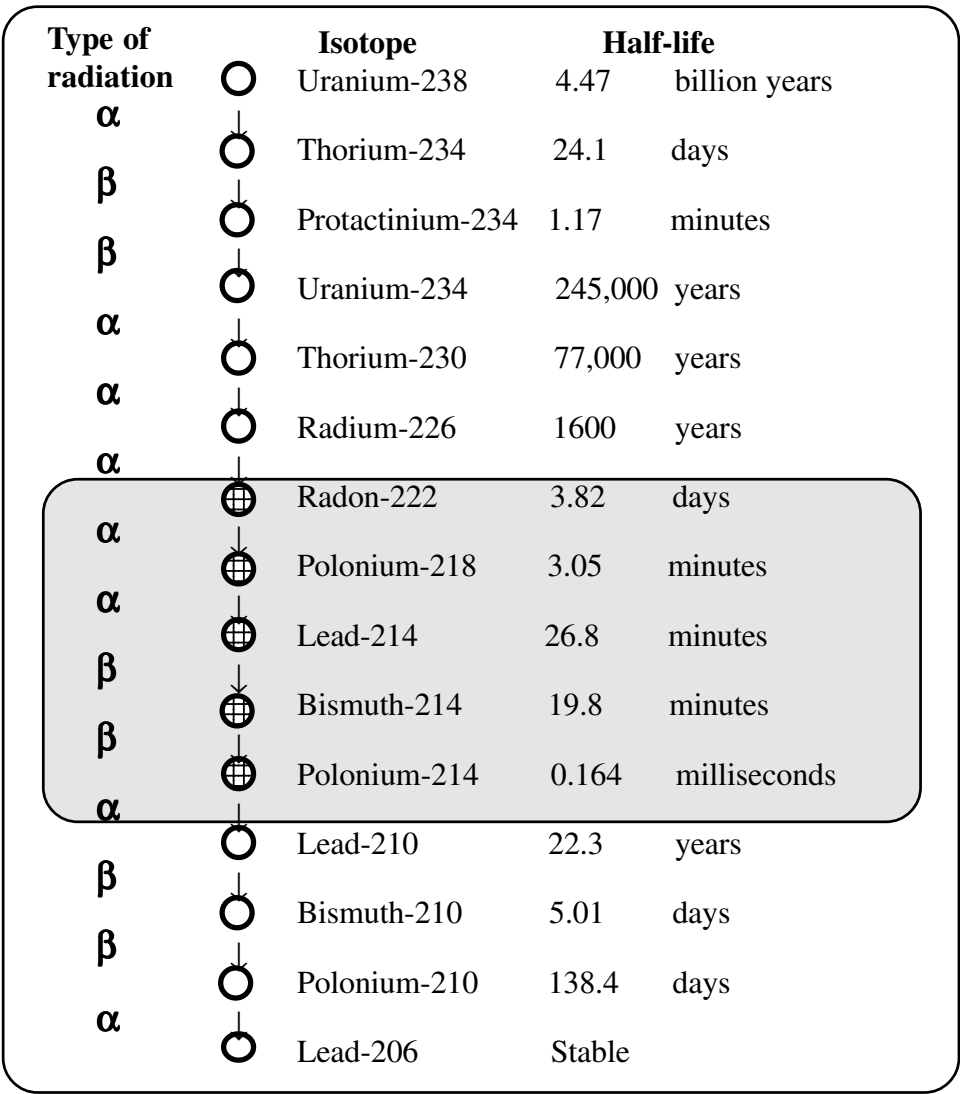 Type of Isotope Half-life
radiation Uranium-238 4.47 billion years
α
Thorium-234 24.1 days
β
Protactinium-234 1.17 minutes
β
Uranium-234 245,000 years
α
Thorium-230 77,000 years
α
Radium-226 1600 years
α
Radon-222 3.82 days
α
Polonium-218 3.05 minutes
α
Lead-214 26.8 minutes
β
Bismuth-214 19.8 minutes
β
Polonium-214 0.164 milliseconds
α
Lead-210 22.3 years
β
Bismuth-210 5.01 days
β
Polonium-210 138.4 days
α
Lead-206 Stable